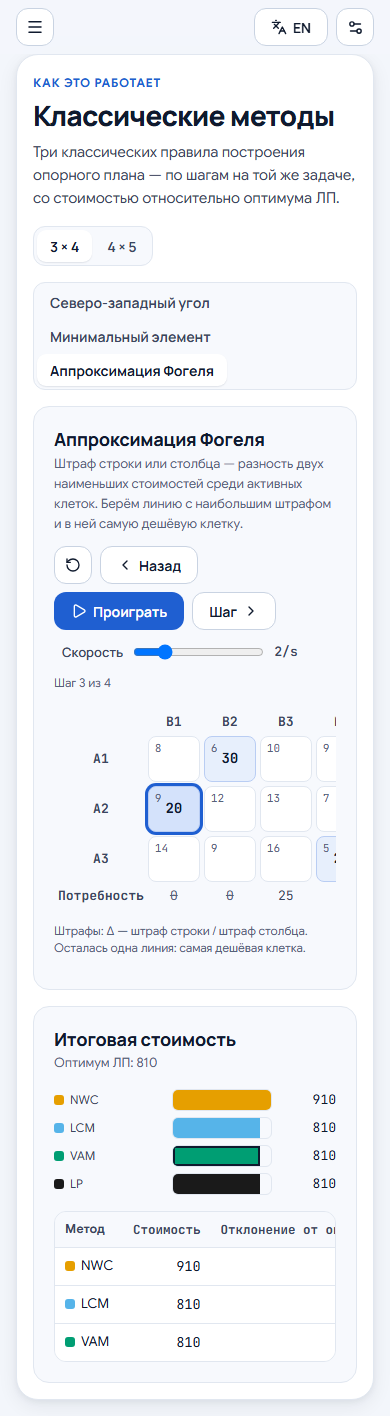 EN
КАК ЭТО РАБОТАЕТ
Классические методы
Три классических правила построения
опорного плана — по шагам на той же задаче,
со стоимостью относительно оптимума ЛП.
3 × 4 4 × 5
Северо-западный угол
Минимальный элемент
Аппроксимация Фогеля
Аппроксимация Фогеля
Штраф строки или столбца — разность двух
наименьших стоимостей среди активных
клеток. Берём линию с наибольшим штрафом
и в ней самую дешёвую клетку.
Назад
Проиграть Шаг
Скорость 2/s
Шаг 3 из 4
B1 B2 B3
A1 8 6 30 10 9
A2 9 20 12 13 7
A3 14 9 16 5
Потребность 0 0 25
Штрафы: Δ — штраф строки / штраф столбца.
Осталась одна линия: самая дешёвая клетка.
Итоговая стоимость
Оптимум ЛП: 810
NWC 910
LCM 810
VAM 810
LP 810
Метод Стоимость Отклонение от
NWC 910
LCM 810
VAM 810